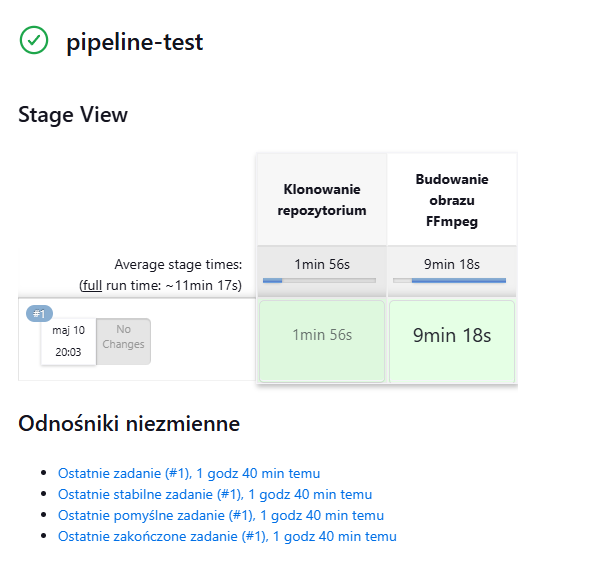 pipeline-test
Stage View
Klonowanie
repozytorium
Budowanie
obrazu
FFmpeg
Average stage times:
(full run time: ~11min 17s)
1min 56s
9min 18s
#1
maj 10
20:03
No
Changes
1min 56s
9min 18s
Odnośniki niezmienne
Ostatnie zadanie (#1), 1 godz 40 min temu
Ostatnie stabilne zadanie (#1), 1 godz 40 min temu
Ostatnie pomyślne zadanie (#1), 1 godz 40 min temu
Ostatnie zakończone zadanie (#1), 1 godz 40 min temu